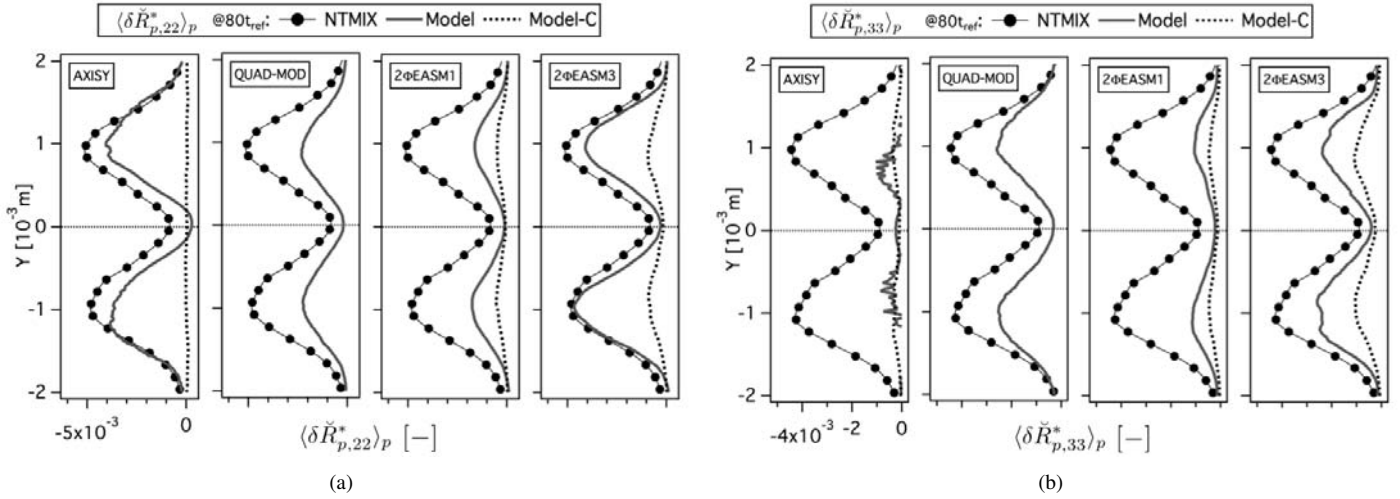 ⟨δR̆*p,22⟩p @80tref: NTMIX Model Model-C
AXISY QUAD-MOD 2ΦEASM1 2ΦEASM3
2
1
0
-1
-2
Y [10-3m]
-5x10-3 0
⟨δR̆*p,22⟩p [−]
(a)
⟨δR̆*p,33⟩p @80tref: NTMIX Model Model-C
AXISY QUAD-MOD 2ΦEASM1 2ΦEASM3
2
1
0
-1
-2
Y [10-3m]
-4x10-3 -2 0
⟨δR̆*p,33⟩p [−]
(b)